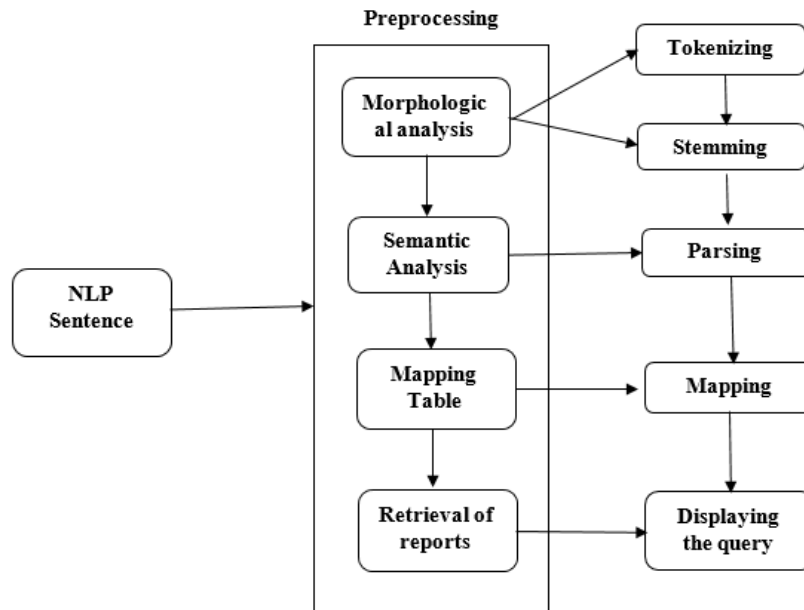 Preprocessing
Tokenizing
Morphologic
al analysis
Stemming
Semantic
Analysis
Parsing
NLP
Sentence
Mapping
Table
Mapping
Retrieval of
reports
Displaying
the query